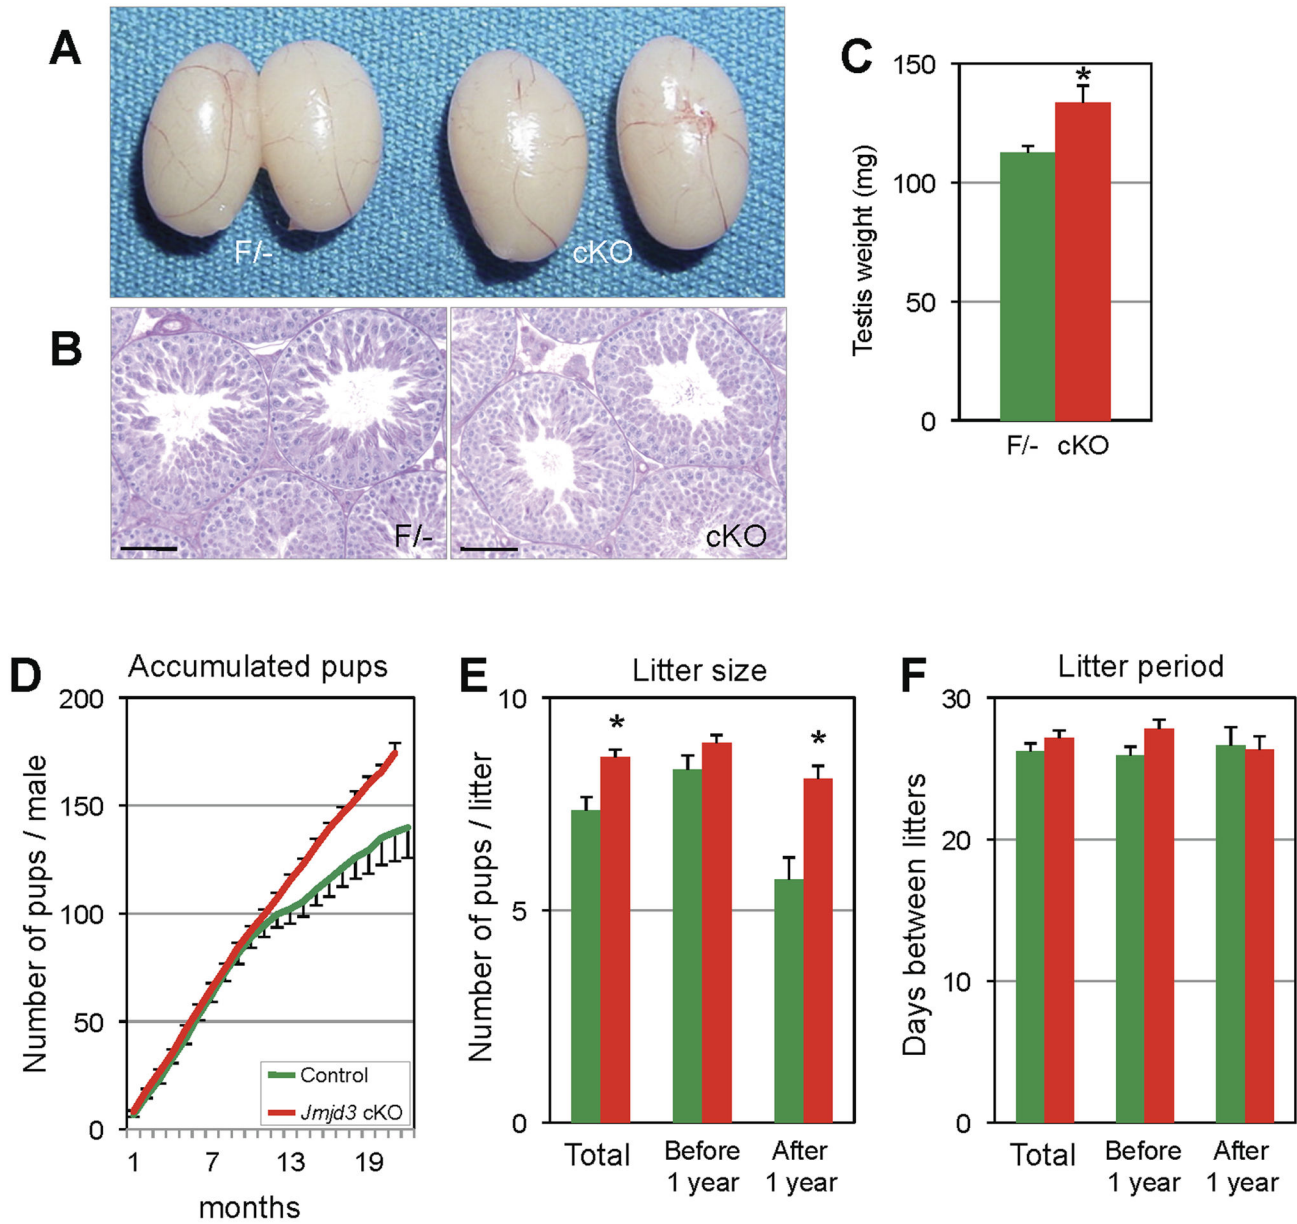 A
F/-
cKO
B
F/-
cKO
C
150
100
50
0
Testis weight (mg)
*
F/- cKO
D
Accumulated pups
200
150
100
50
0
Number of pups / male
Control
Jmjd3 cKO
1 7 13 19
months
E
Litter size
10
5
0
Number of pups / litter
*
*
Total
Before
1 year
After
1 year
F
Litter period
30
20
10
0
Days between litters
Total
Before
1 year
After
1 year